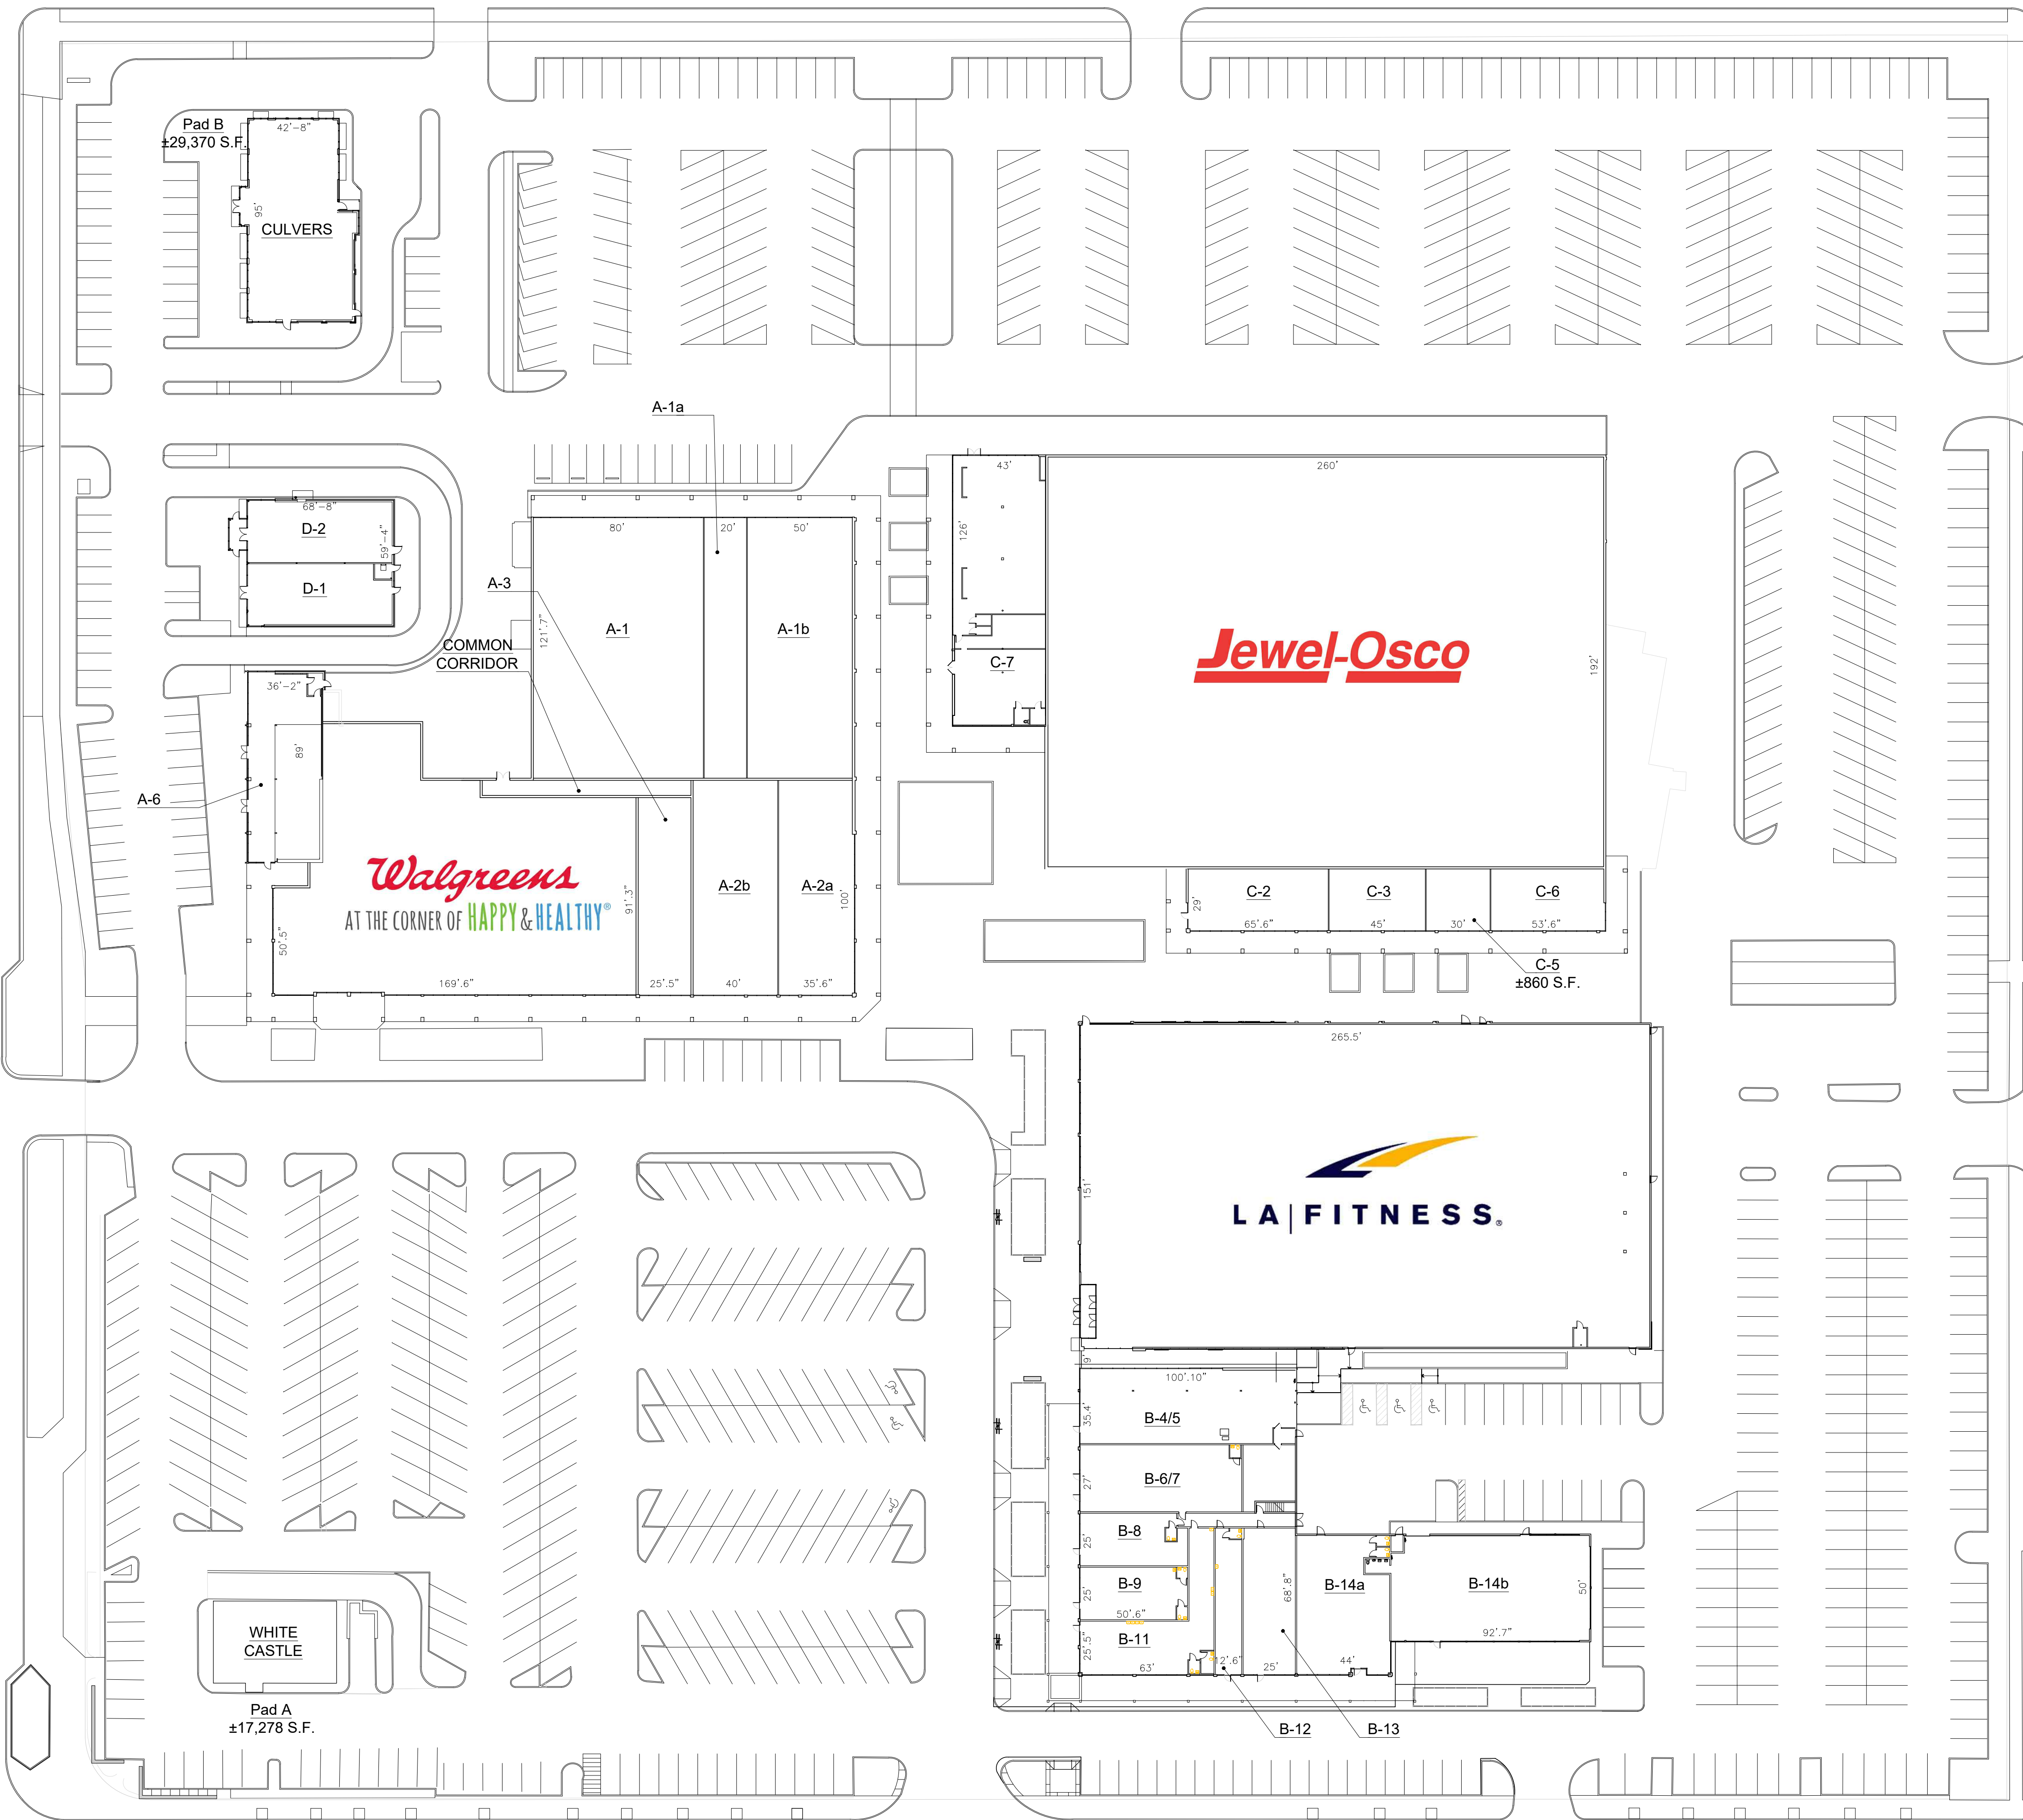 Pad B
±29,370 S.F.
42'-8"
95'
CULVERS
A-1a
68'-8"
D-2
59'-4"
D-1
80'
20'
50'
A-3
121'.7"
A-1
A-1b
COMMON
CORRIDOR
43'
126'
C-7
260'
Jewel-Osco
192'
36'-2"
89'
A-6
Walgreens
AT THE CORNER OF HAPPY & HEALTHY®
91'.3"
50'.5"
169'.6"
25'.5"
A-2b
40'
A-2a
100'
35'.6"
29'
C-2
65'.6"
C-3
45'
30'
C-6
53'.6"
C-5
±860 S.F.
265.5'
151'
LA|FITNESS®
9'
100'.10"
35.4'
B-4/5
27'
B-6/7
25'
B-8
25'
B-9
50'.6"
25'.5"
B-11
63'
12'.6"
25'
68'.8"
B-14a
44'
B-14b
50'
92'.7"
B-12
B-13
WHITE
CASTLE
Pad A
±17,278 S.F.